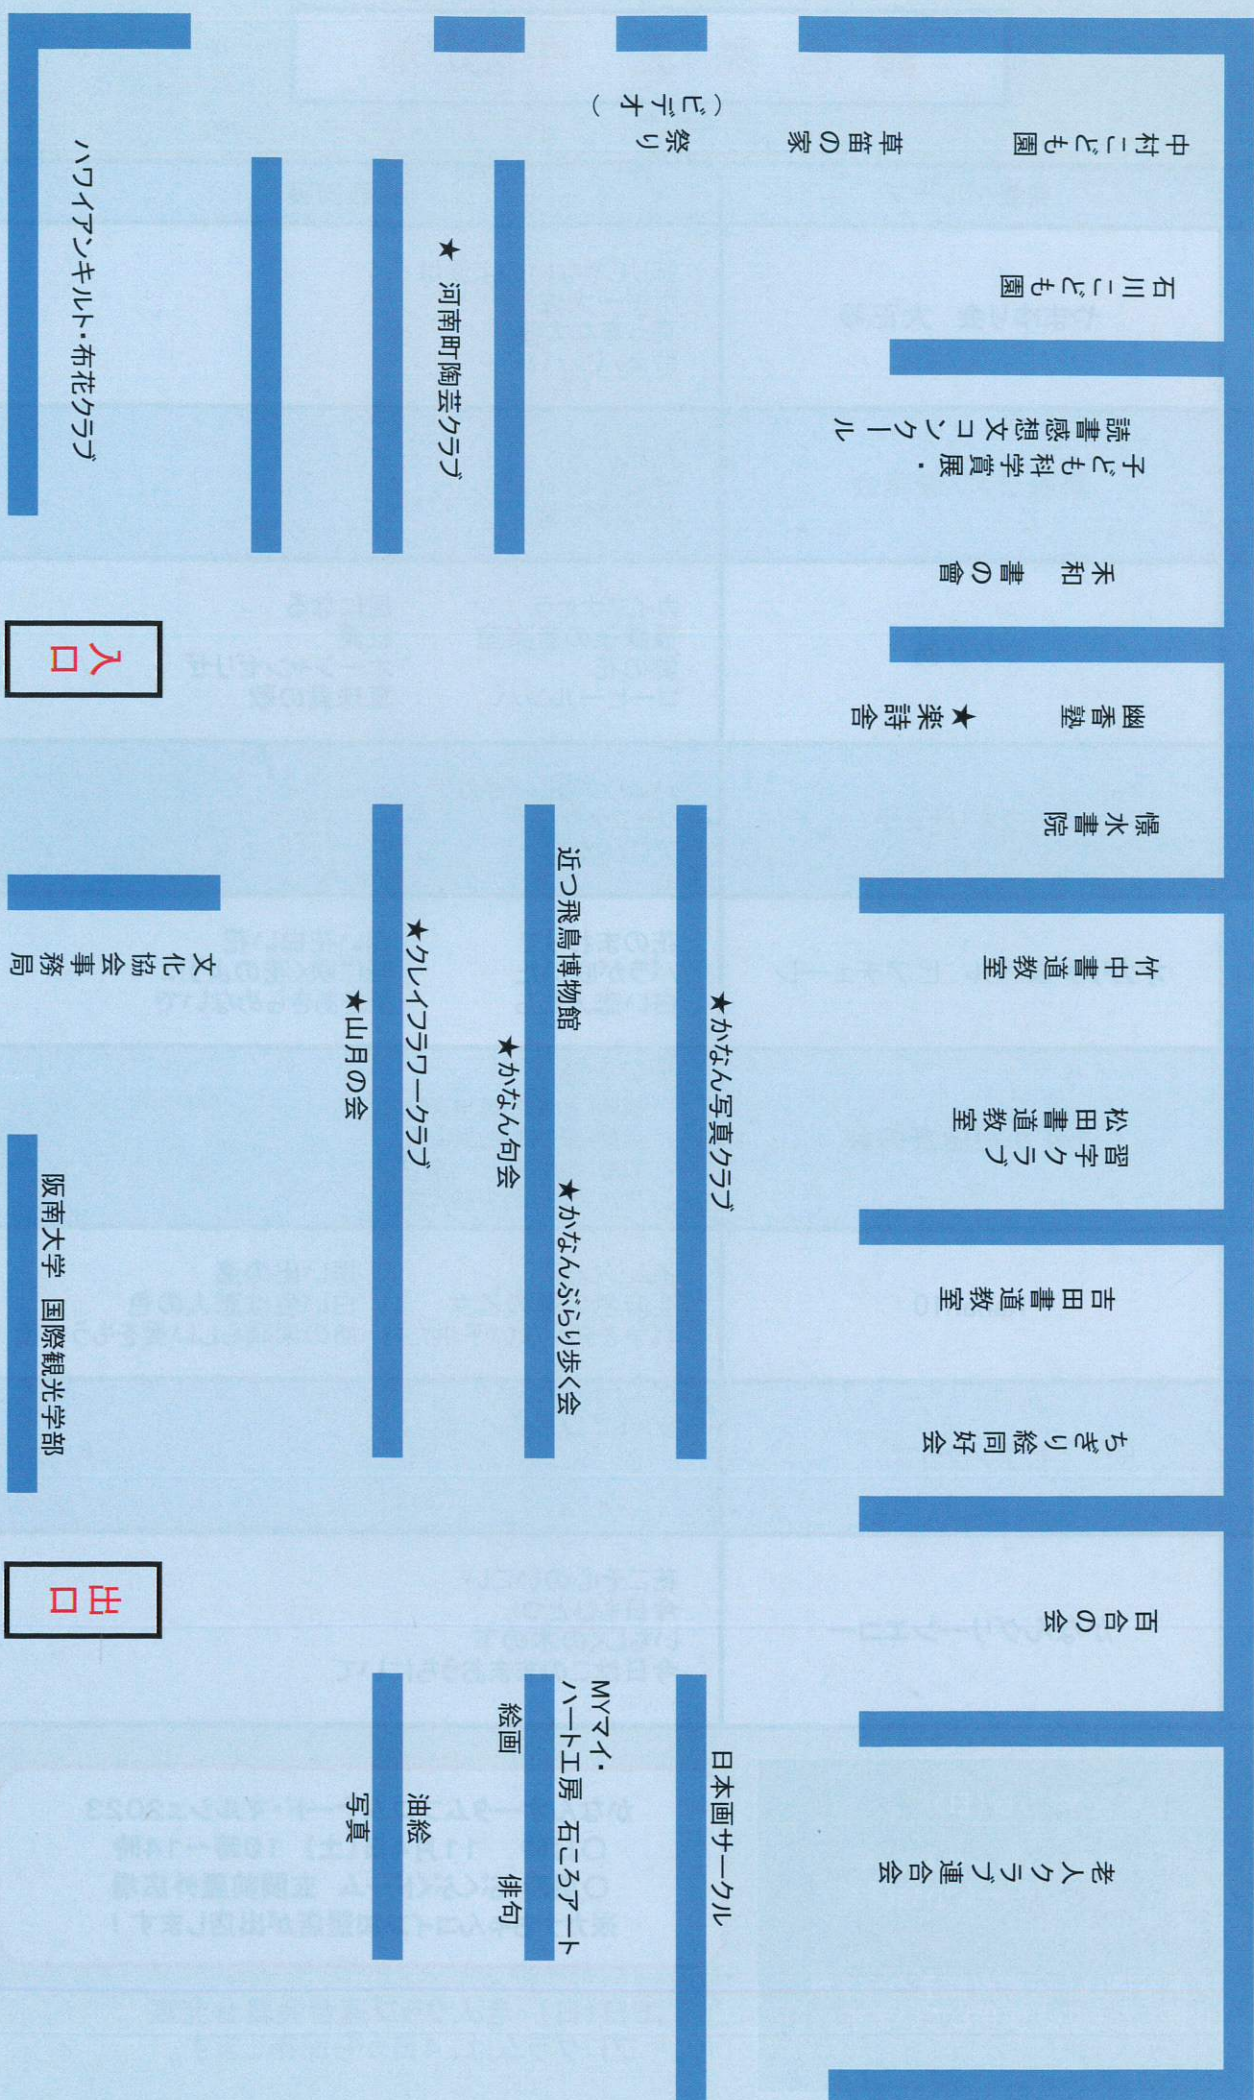 中村こども園
草笛の家
祭り
（ビデオ）
石川こども園
子ども科学賞展・
読書感想文コンクール
禾和　書の會
幽香塾
★楽詩舎
憬水書院
竹中書道教室
習字クラブ
松田書道教室
吉田書道教室
ちぎり絵同好会
百合の会
老人クラブ連合会
★かなん写真クラブ
日本画サークル
近つ飛鳥博物館
★かなんぶらり歩く会
MYマイ・
ハート工房 石ころアート
★かなん句会
絵画
俳句
★ 河南町陶芸クラブ
★クレイフラワークラブ
油絵
★山月の会
写真
ハワイアンキルト・布花クラブ
入口
文化協会事務局
阪南大学 国際観光学部
出口